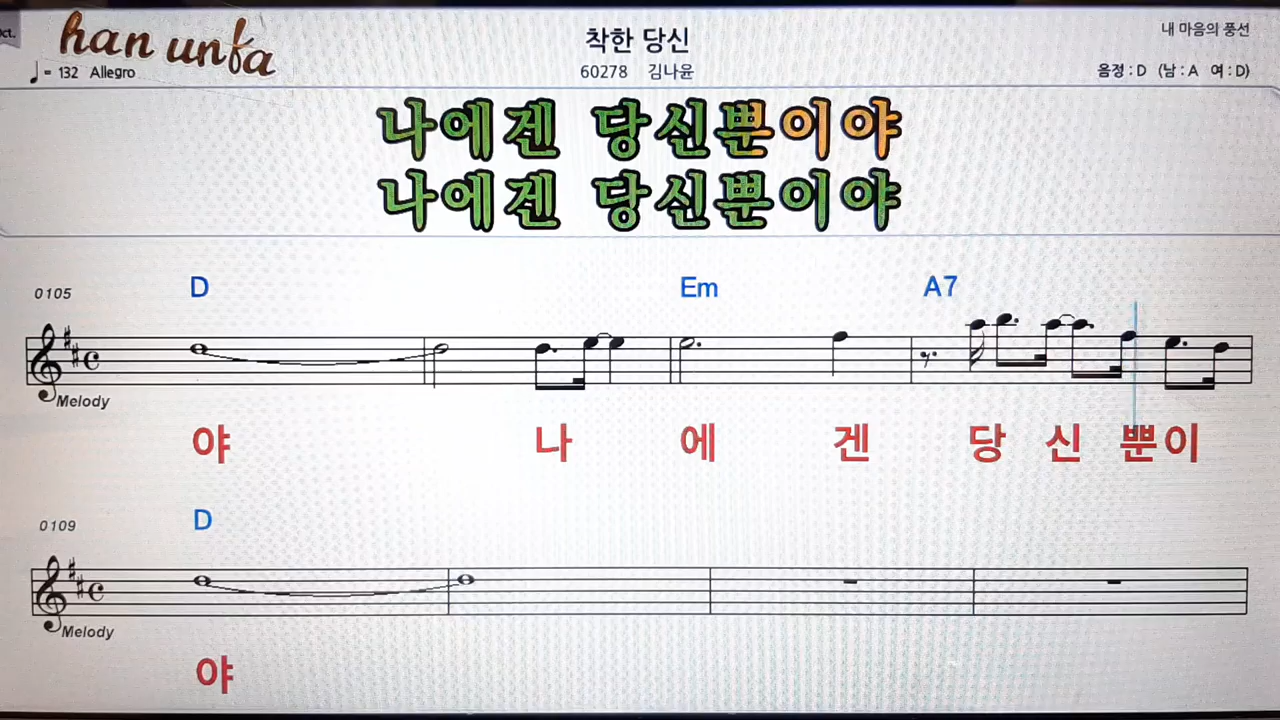 Oct.
han unfa
착한 당신
내 마음의 풍선
♩ = 132 Allegro
60278 김나윤
음정 : D (남 : A 여 : D)
나에겐 당신뿐이야
나에겐 당신뿐이야
D Em A7
0105
Melody
야 나 에 겐 당 신 뿐이
D
0109
Melody
야